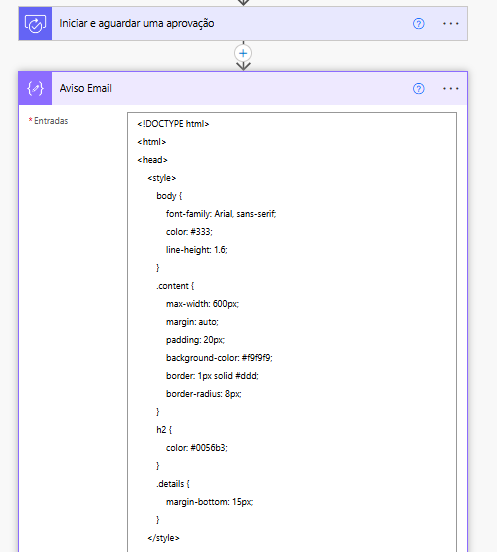 Iniciar e aguardar uma aprovação
Aviso Email
* Entradas
<!DOCTYPE html>
<html>
<head>
<style>
body {
font-family: Arial, sans-serif;
color: #333;
line-height: 1.6;
}
.content {
max-width: 600px;
margin: auto;
padding: 20px;
background-color: #f9f9f9;
border: 1px solid #ddd;
border-radius: 8px;
}
h2 {
color: #0056b3;
}
.details {
margin-bottom: 15px;
}
</style>